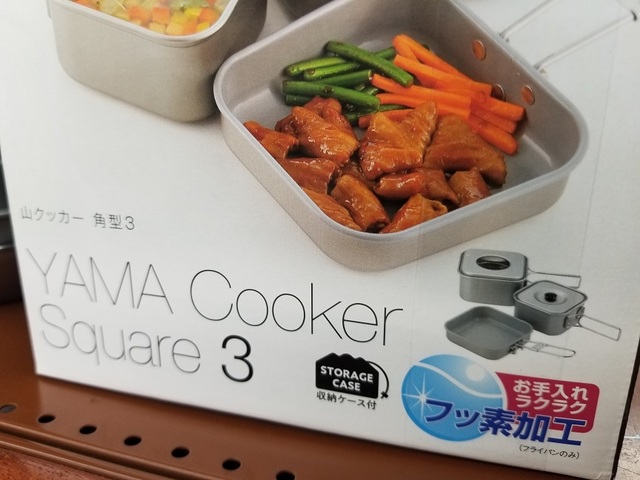 山クッカー 角型3
YAMA Cooker
Square 3
STORAGE
CASE
収納ケース付
お手入れ
ラクラク
フッ素加工
(フライパンのみ)